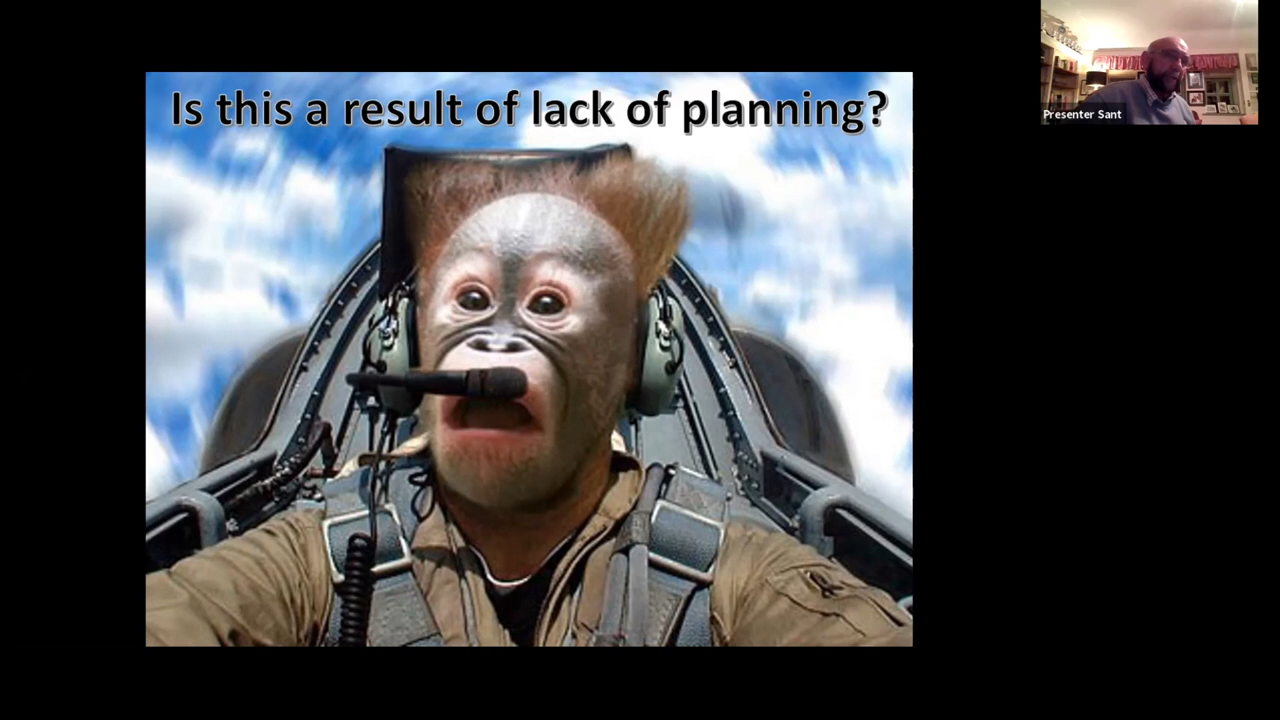 Is this a result of lack of planning?
Presenter Sant